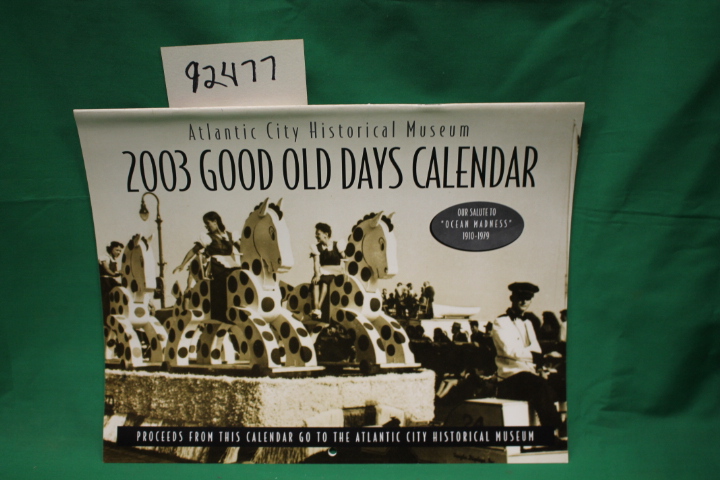 92477
Atlantic City Historical Museum
2003 GOOD OLD DAYS CALENDAR
OUR SALUTE TO
"OCEAN MADNESS"
1910-1979
24
PROCEEDS FROM THIS CALENDAR GO TO THE ATLANTIC CITY HISTORICAL MUSEUM